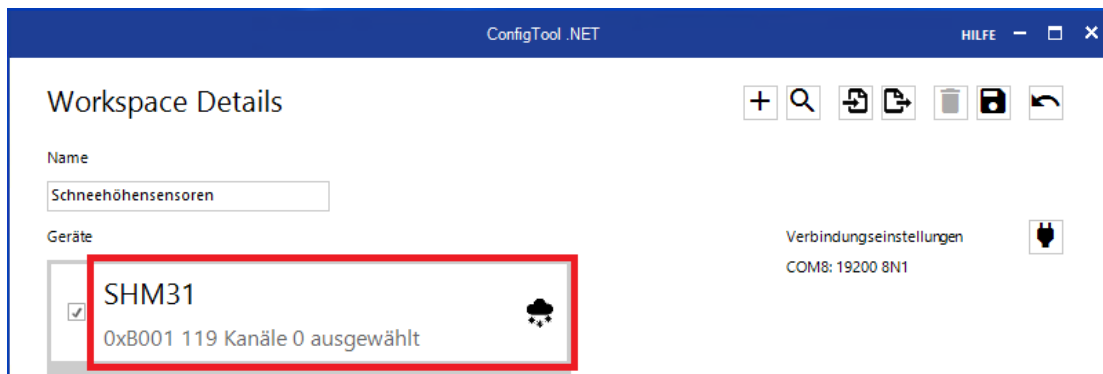 ConfigTool .NET
HILFE
Workspace Details
Name
Schneehöhensensoren
Geräte
Verbindungseinstellungen
COM8: 19200 8N1
SHM31
0xB001 119 Kanäle 0 ausgewählt